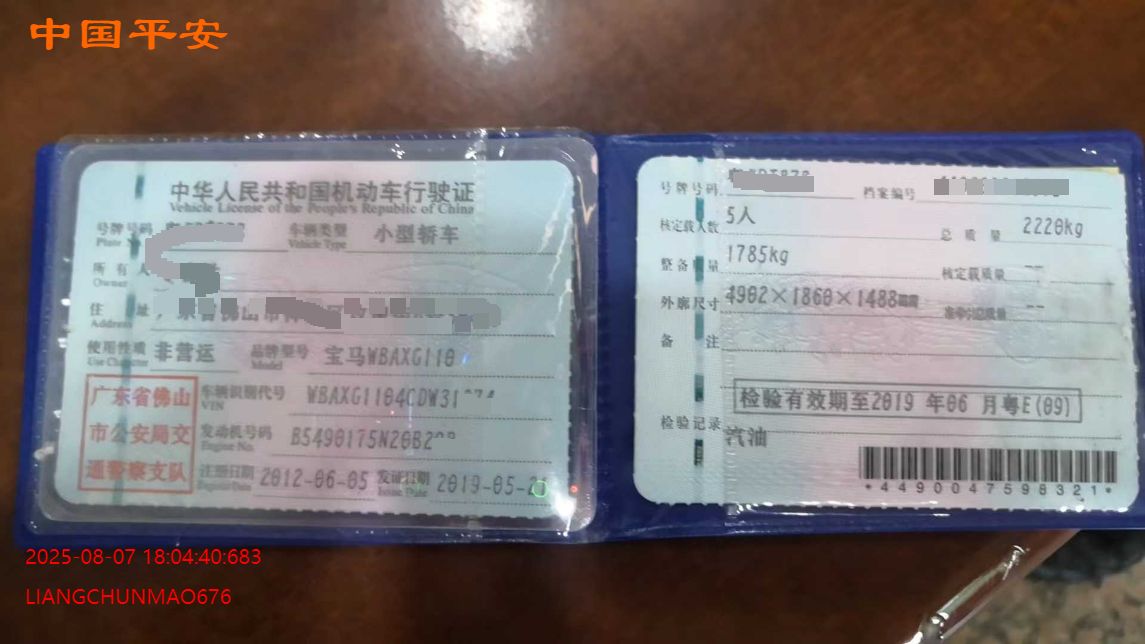 中国平安
中华人民共和国机动车行驶证
Vehicle License of the People's Republic of China
号牌号码 车辆类型 小型轿车
Plate No. Vehicle Type
所有人
Owner
住址
Address
使用性质 非营运 品牌型号 宝马WBAXG110
Use Character Model
广东省佛山
市公安局交
通警察支队
车辆识别代号 WBAXG1104CDW31
VIN
发动机号码 B5490175N20B2
Engine No.
注册日期 2012-06-05 发证日期 2019-05-2
Register Date Issue Date
号牌号码 档案编号
核定载人数 5人 总质量 2220kg
整备质量 1785kg 核定载质量 --
外廓尺寸 4902×1860×1488 --
备注
检验有效期至2019 年06 月粤E(09)
检验记录
汽油
*4490047598321*
2025-08-07 18:04:40:683
LIANGCHUNMAO676